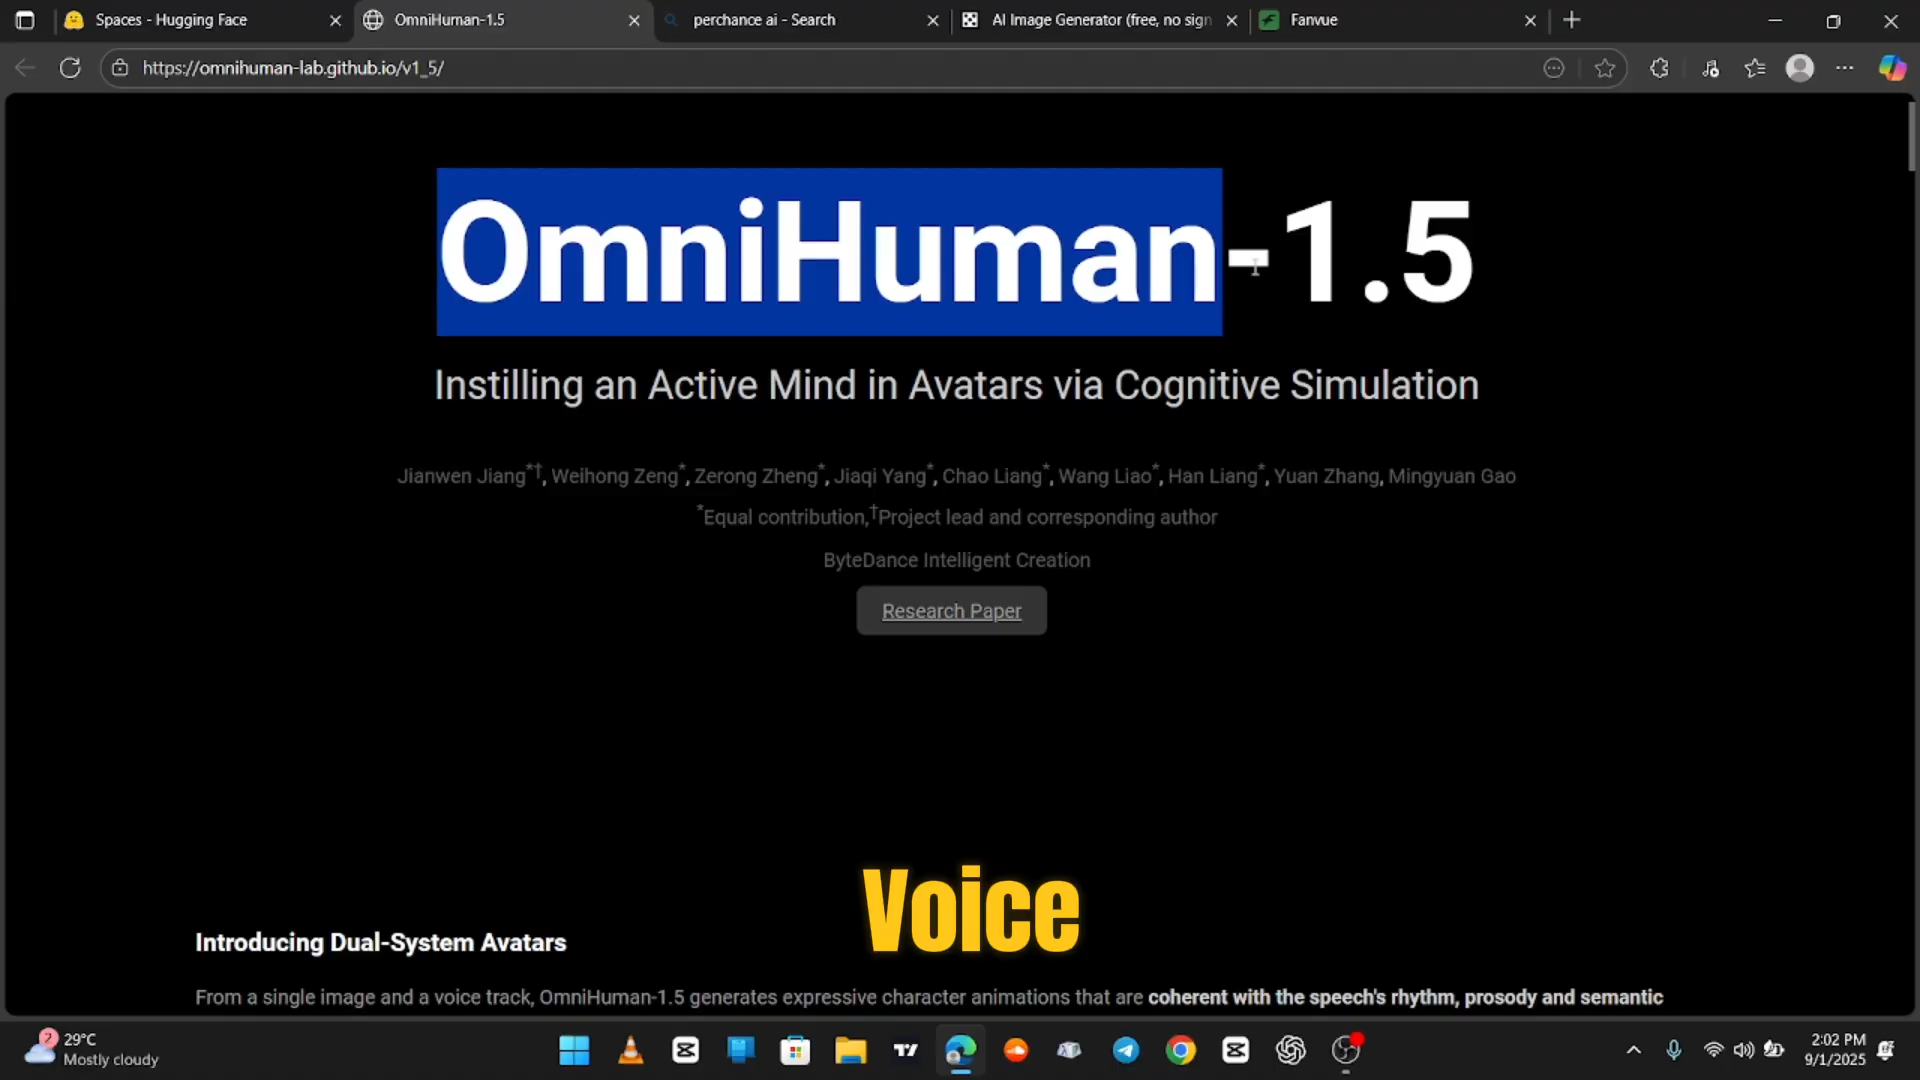 Spaces - Hugging Face
OmniHuman-1.5
perchance ai - Search
AI Image Generator (free, no sign
Fanvue
https://omnihuman-lab.github.io/v1_5/
OmniHuman-1.5
Instilling an Active Mind in Avatars via Cognitive Simulation
Jianwen Jiang*†, Weihong Zeng*, Zerong Zheng*, Jiaqi Yang*, Chao Liang*, Wang Liao*, Han Liang*, Yuan Zhang, Mingyuan Gao
*Equal contribution,†Project lead and corresponding author
ByteDance Intelligent Creation
Research Paper
Voice
Introducing Dual-System Avatars
From a single image and a voice track, OmniHuman-1.5 generates expressive character animations that are coherent with the speech's rhythm, prosody and semantic
2
29°C
Mostly cloudy
2:02 PM
9/1/2025